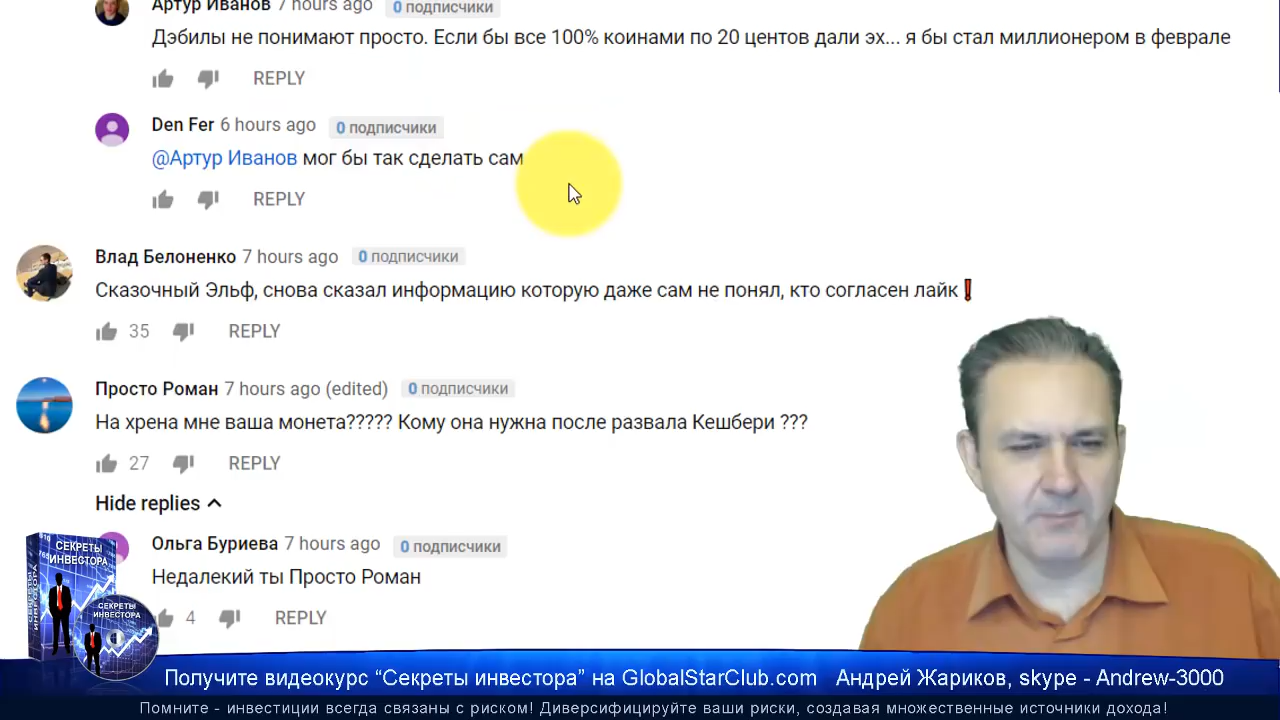 Артур Иванов 7 hours ago 0 подписчики
Дэбилы не понимают просто. Если бы все 100% коинами по 20 центов дали эх... я бы стал миллионером в феврале
REPLY
Den Fer 6 hours ago 0 подписчики
@Артур Иванов мог бы так сделать сам
REPLY
Влад Белоненко 7 hours ago 0 подписчики
Сказочный Эльф, снова сказал информацию которую даже сам не понял, кто согласен лайк❗
35 REPLY
Просто Роман 7 hours ago (edited) 0 подписчики
На хрена мне ваша монета????? Кому она нужна после развала Кешбери ???
27 REPLY
Hide replies
Ольга Буриева 7 hours ago 0 подписчики
Недалекий ты Просто Роман
4 REPLY
СЕКРЕТЫ
ИНВЕСТОРА
СЕКРЕТЫ
ИНВЕСТОРА
Получите видеокурс “Секреты инвестора” на GlobalStarClub.com Андрей Жариков, skype - Andrew-3000
Помните - инвестиции всегда связаны с риском! Диверсифицируйте ваши риски, создавая множественные источники дохода!